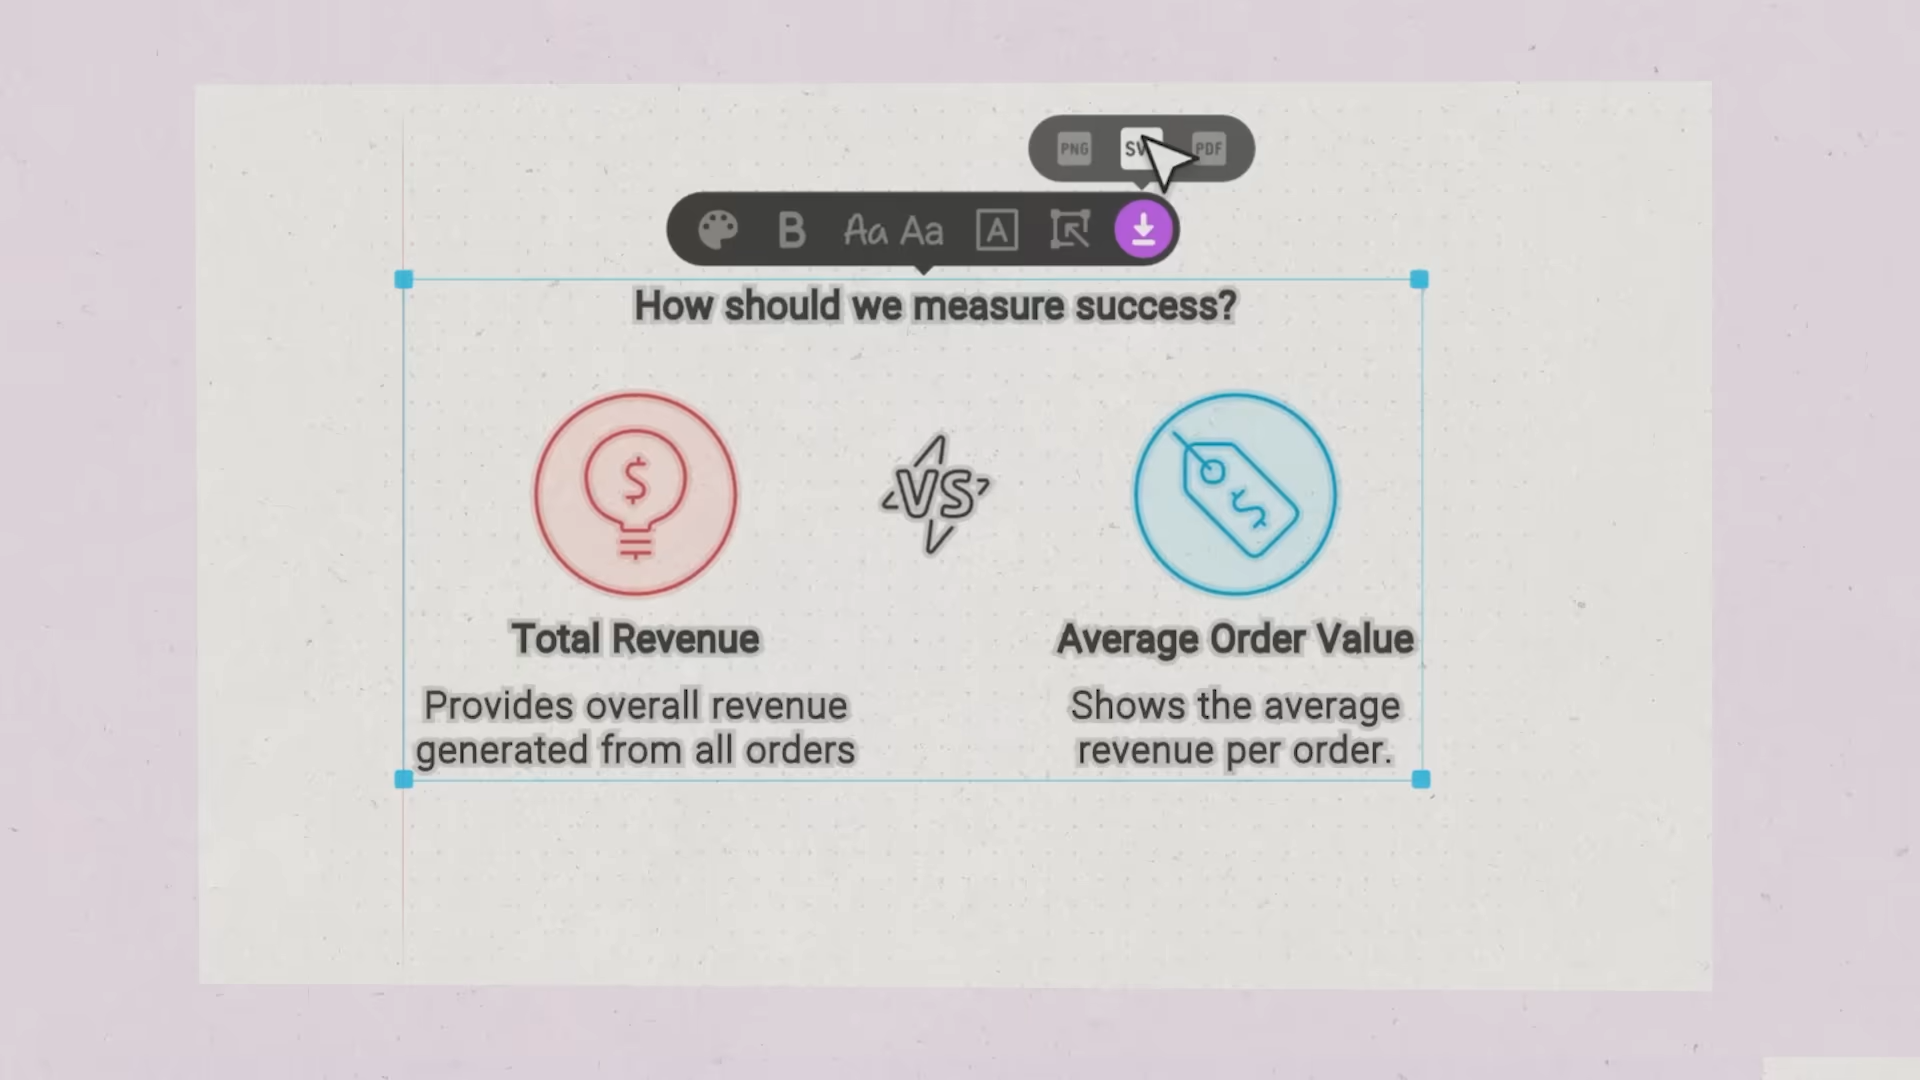 PNG
PDF
B
Aa Aa
A
How should we measure success?
$
VS
$
Total Revenue
Average Order Value
Provides overall revenue
generated from all orders
Shows the average
revenue per order.